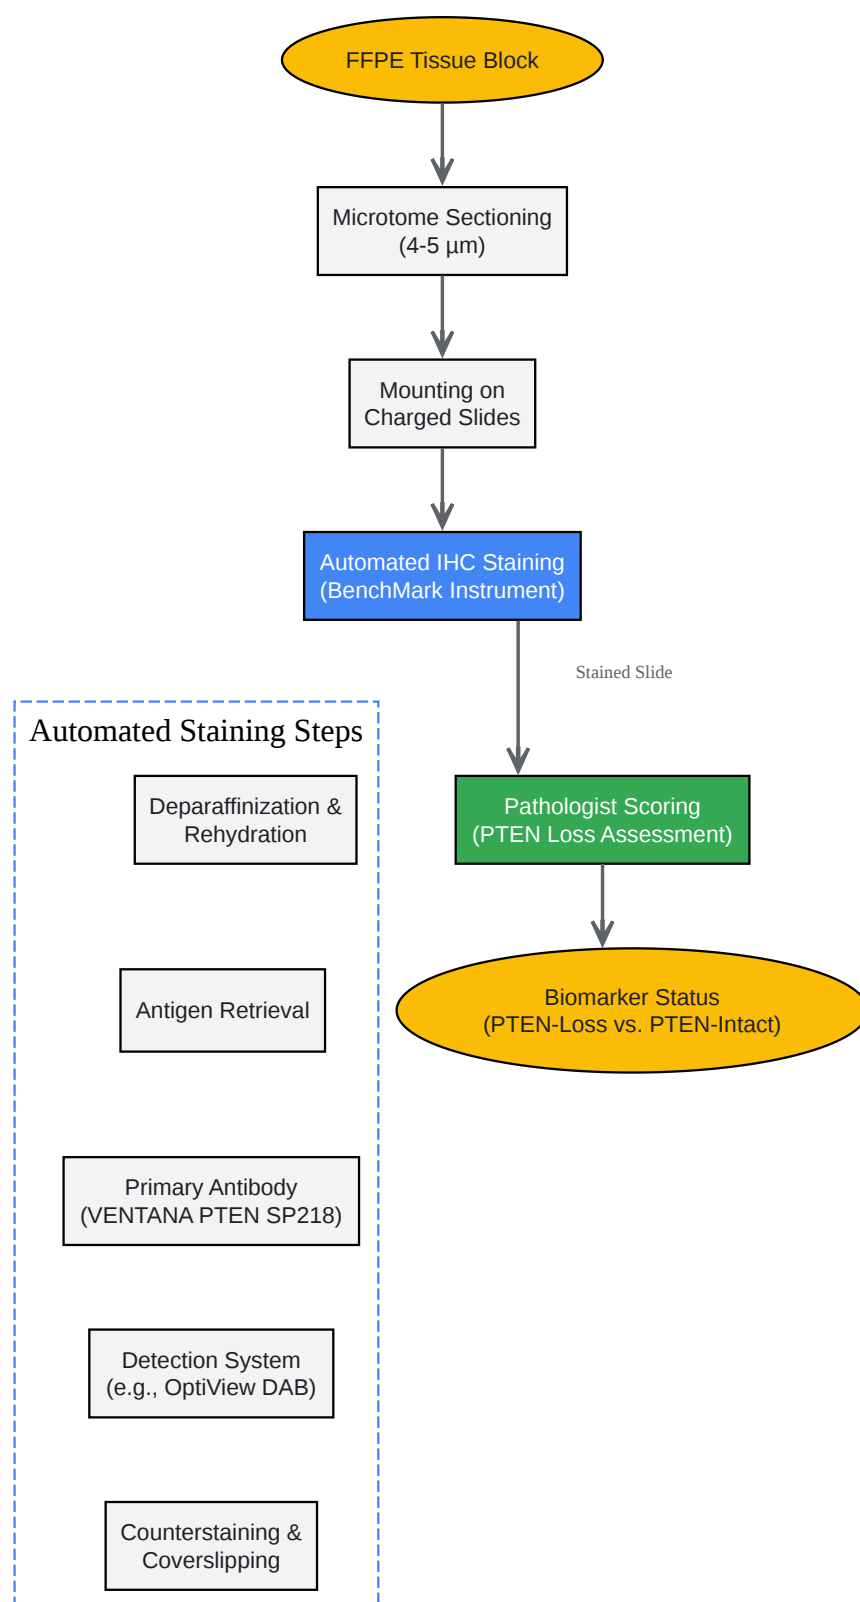 FFPE Tissue Block
Microtome Sectioning
(4-5 µm)
Mounting on
Charged Slides
Automated IHC Staining
(BenchMark Instrument)
Stained Slide
Automated Staining Steps
Deparaffinization &
Rehydration
Pathologist Scoring
(PTEN Loss Assessment)
Antigen Retrieval
Biomarker Status
(PTEN-Loss vs. PTEN-Intact)
Primary Antibody
(VENTANA PTEN SP218)
Detection System
(e.g., OptiView DAB)
Counterstaining &
Coverslipping